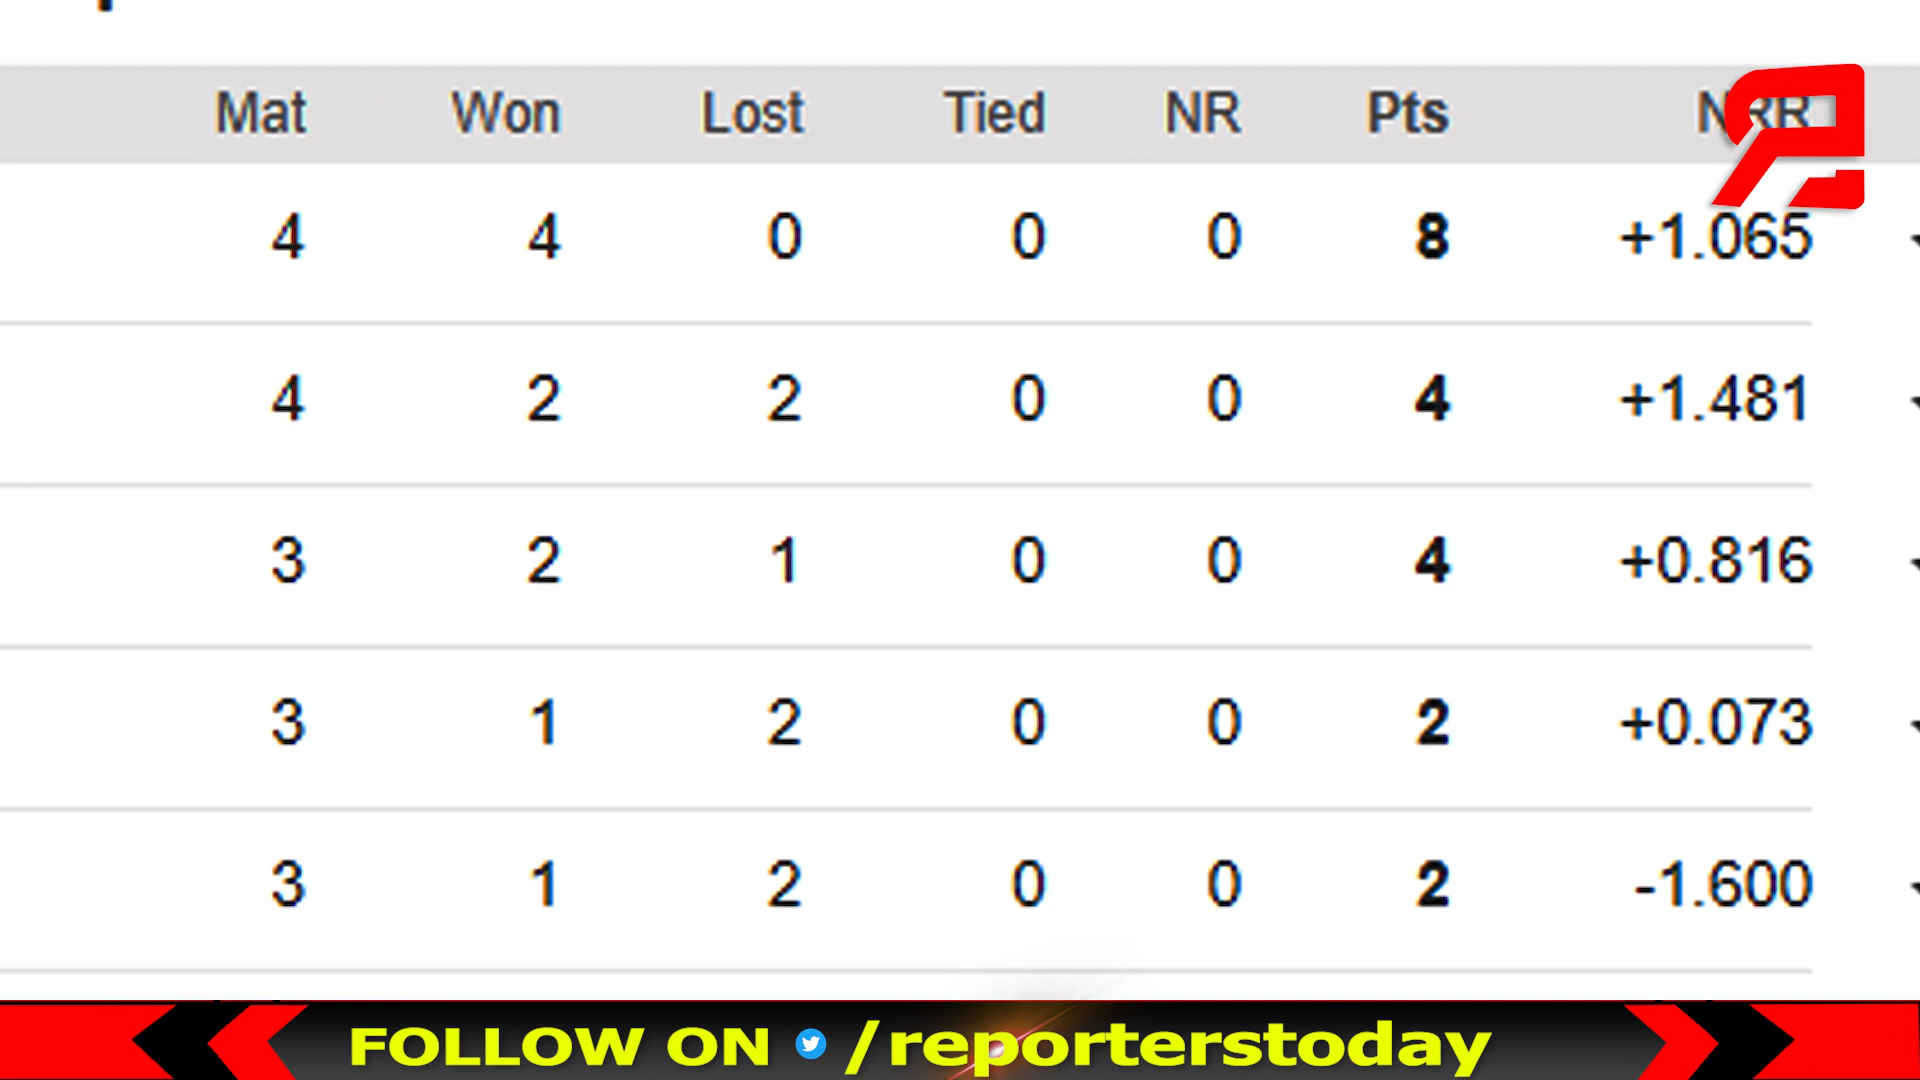 Mat Won Lost Tied NR Pts NRR
4 4 0 0 0 8 +1.065
4 2 2 0 0 4 +1.481
3 2 1 0 0 4 +0.816
3 1 2 0 0 2 +0.073
3 1 2 0 0 2 -1.600
FOLLOW ON /reporterstoday